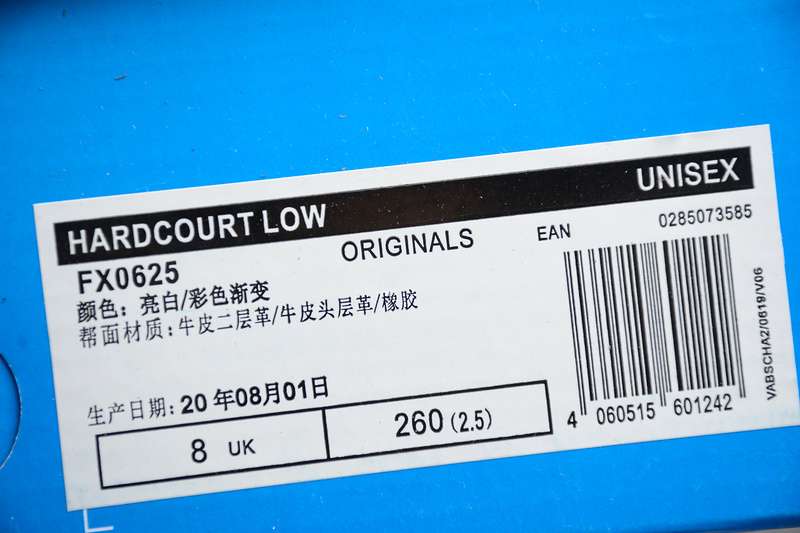 HARDCOURT LOW
UNISEX
FX0625
ORIGINALS
EAN
0285073585
颜色：亮白/彩色渐变
帮面材质：牛皮二层革/牛皮头层革/橡胶
生产日期：20 年08月01日
8 UK
260 (2.5)
4 060515 601242
VABSCHA2/0619/V06